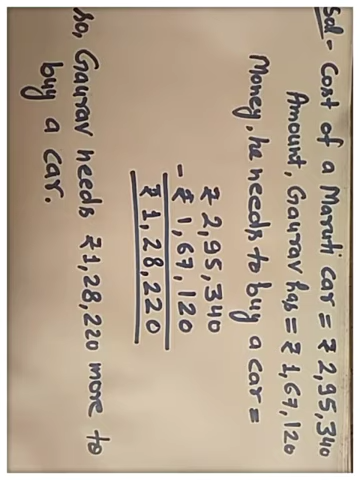 Sol- Cost of a Maruti car = ₹ 2,95,340
Amount, Gaurav has = ₹ 1,67,120
Money, he needs to buy a car =
₹ 2,95,340
- ₹ 1,67,120
₹ 1,28,220
so, Gaurav needs ₹1,28,220 more to
buy a car.